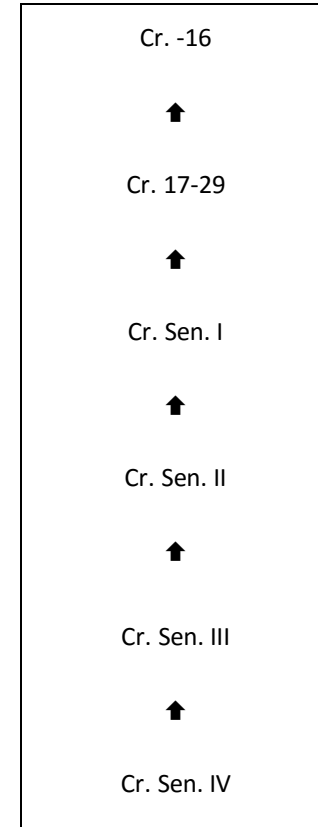 Cr. -16
Cr. 17-29
Cr. Sen. I
Cr. Sen. II
Cr. Sen. III
Cr. Sen. IV